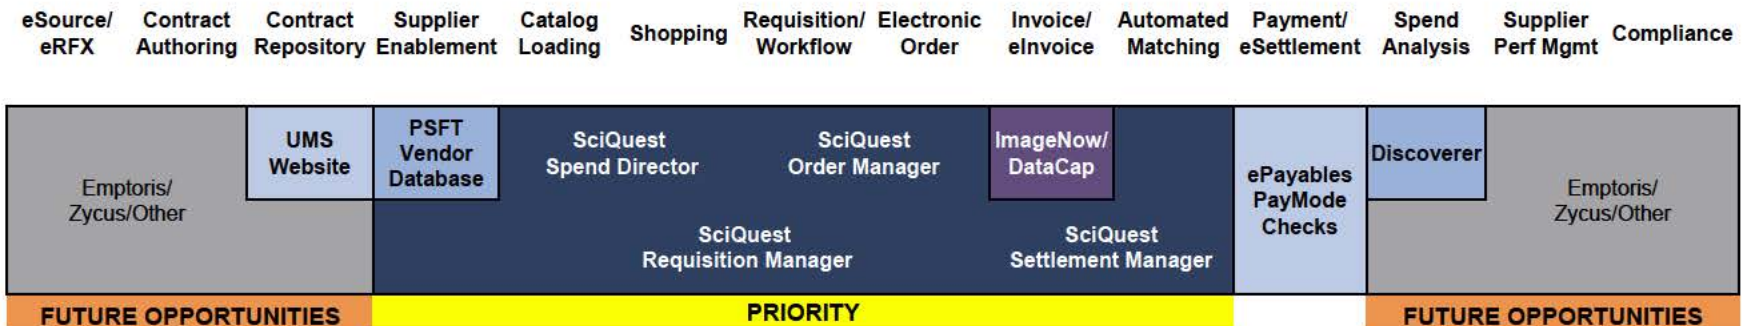 eSource/
eRFX
Contract
Authoring
Contract
Repository
Supplier
Enablement
Catalog
Loading
Shopping
Requisition/
Workflow
Electronic
Order
Invoice/
eInvoice
Automated
Matching
Payment/
eSettlement
Spend
Analysis
Supplier
Perf Mgmt
Compliance
Emptoris/
Zycus/Other
UMS
Website
PSFT
Vendor
Database
SciQuest
Spend Director
SciQuest
Order Manager
ImageNow/
DataCap
SciQuest
Requisition Manager
SciQuest
Settlement Manager
ePayables
PayMode
Checks
Discoverer
Emptoris/
Zycus/Other
FUTURE OPPORTUNITIES
PRIORITY
FUTURE OPPORTUNITIES